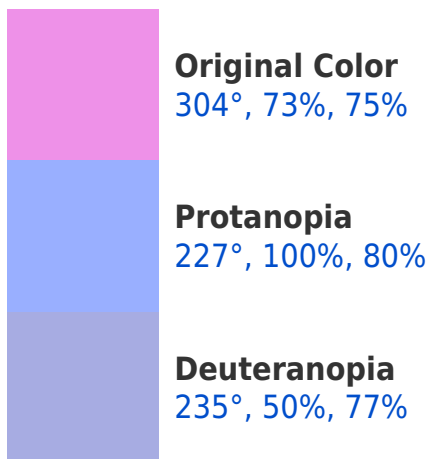 Original Color
304°, 73%, 75%
Protanopia
227°, 100%, 80%
Deuteranopia
235°, 50%, 77%